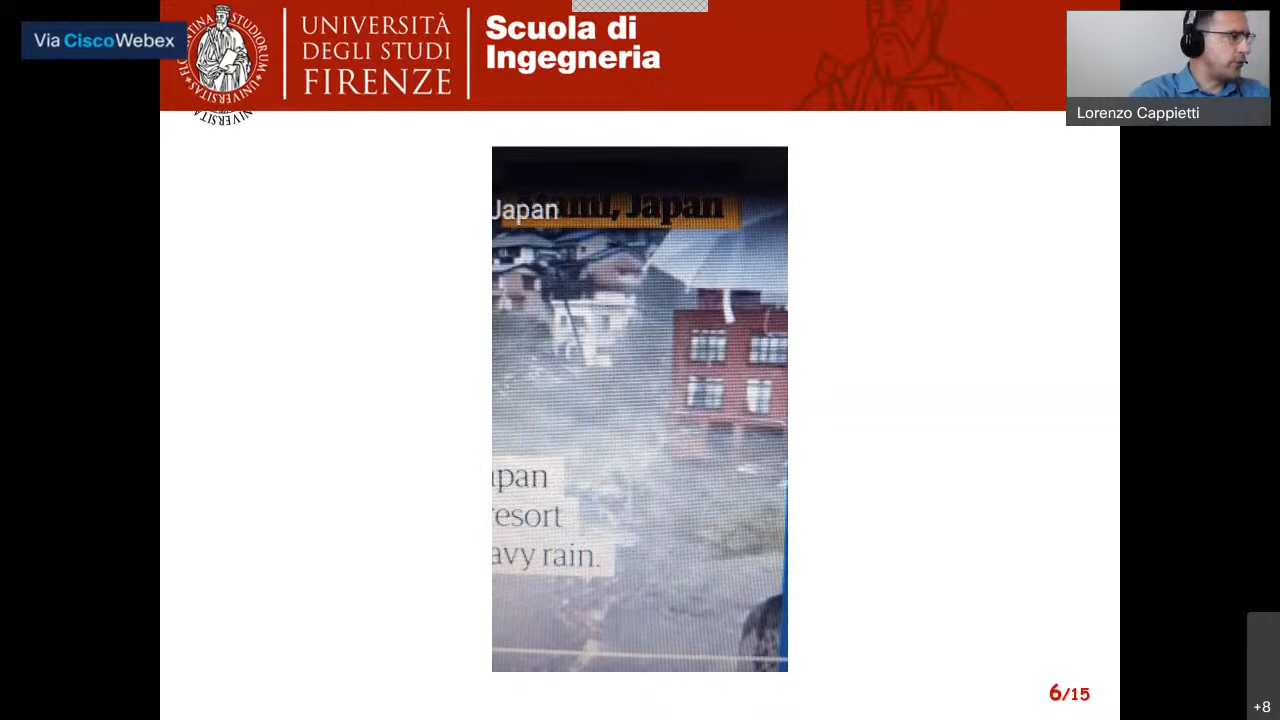 Via Cisco Webex
UNIVERSITÀ
DEGLI STUDI
FIRENZE
Scuola di
Ingegneria
Lorenzo Cappietti
Japan
Japan
apan
resort
avy rain.
6/15
+8